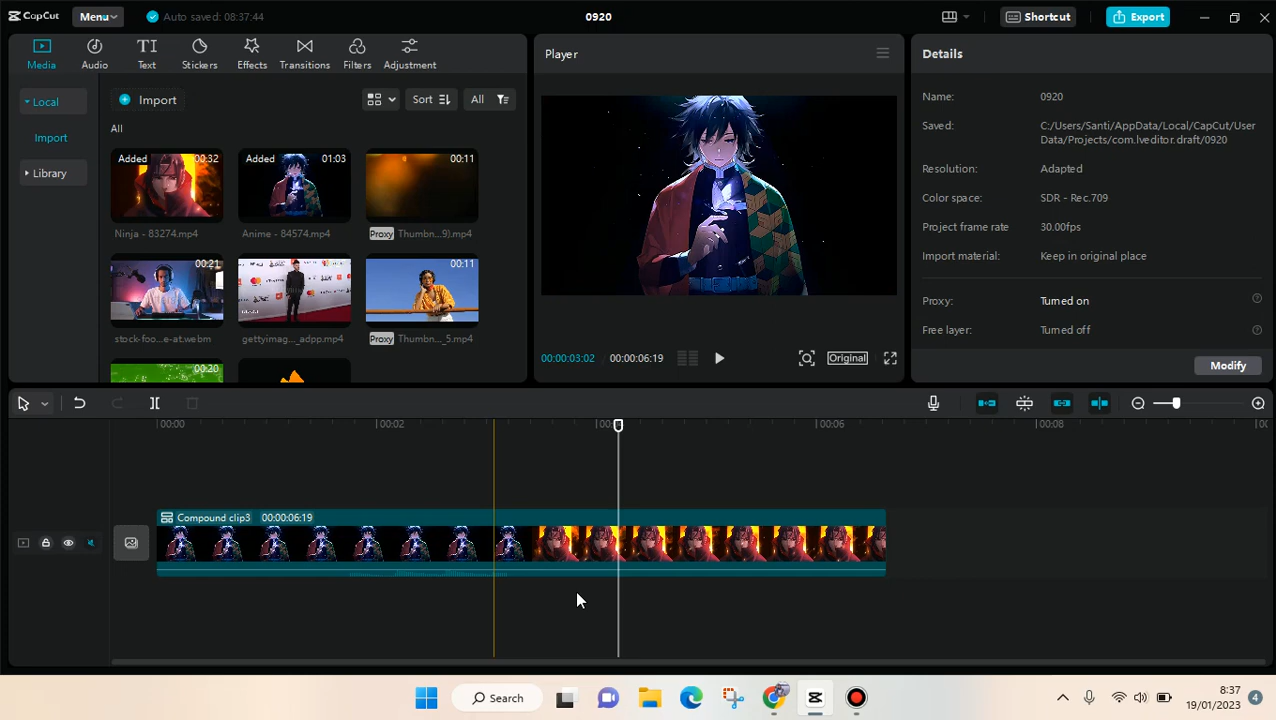 CapCut
Menu
Auto saved: 08:37:44
0920
Shortcut
Export
Media
Audio
Text
Stickers
Effects
Transitions
Filters
Adjustment
Local
Import
Library
Import
Sort
All
All
Added 00:32
Added 01:03
00:11
Ninja - 83274.mp4
Anime - 84574.mp4
Proxy Thumbn...9).mp4
00:21
00:11
stock-foo...e-at.webm
gettyimag..._adpp.mp4
Proxy Thumbn..._5.mp4
00:20
Player
00:00:03:02 / 00:00:06:19
Original
Details
Name: 0920
Saved: C:/Users/Santi/AppData/Local/CapCut/User
Data/Projects/com.lveditor.draft/0920
Resolution: Adapted
Color space: SDR - Rec.709
Project frame rate 30.00fps
Import material: Keep in original place
Proxy: Turned on
Free layer: Turned off
Modify
00:00
00:02
00:06
00:08
Compound clip3 00:00:06:19
Search
8:37
19/01/2023
4